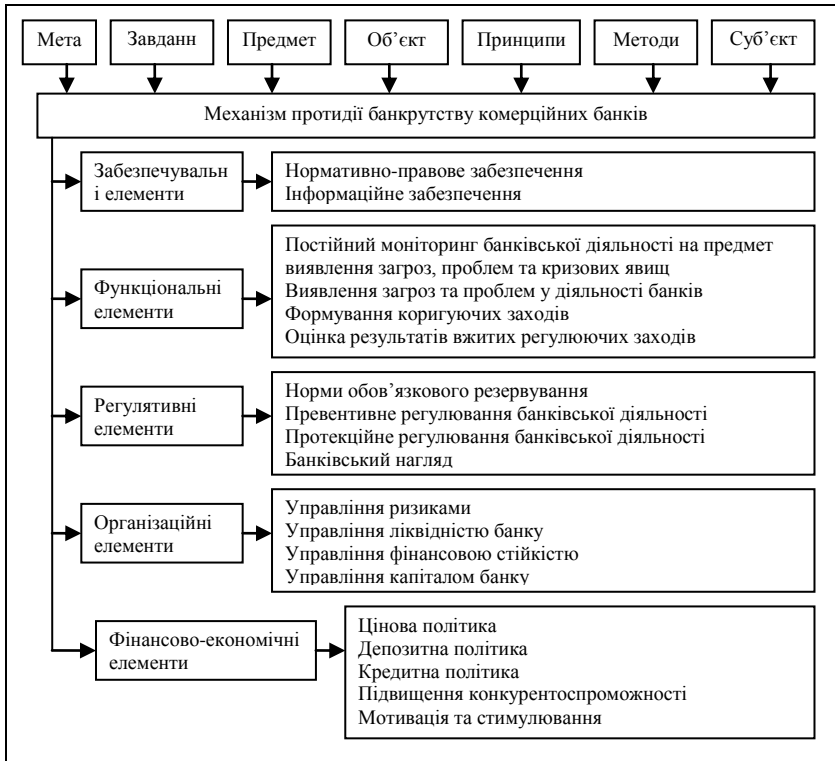 Мета
Завданн
Предмет
Об’єкт
Принципи
Методи
Суб’єкт
Механізм протидії банкрутству комерційних банків
Забезпечувальн
і елементи
Нормативно-правове забезпечення
Інформаційне забезпечення
Функціональні
елементи
Постійний моніторинг банківської діяльності на предмет
виявлення загроз, проблем та кризових явищ
Виявлення загроз та проблем у діяльності банків
Формування коригуючих заходів
Оцінка результатів вжитих регулюючих заходів
Регулятивні
елементи
Норми обов’язкового резервування
Превентивне регулювання банківської діяльності
Протекційне регулювання банківської діяльності
Банківський нагляд
Організаційні
елементи
Управління ризиками
Управління ліквідністю банку
Управління фінансовою стійкістю
Управління капіталом банку
Фінансово-економічні
елементи
Цінова політика
Депозитна політика
Кредитна політика
Підвищення конкурентоспроможності
Мотивація та стимулювання